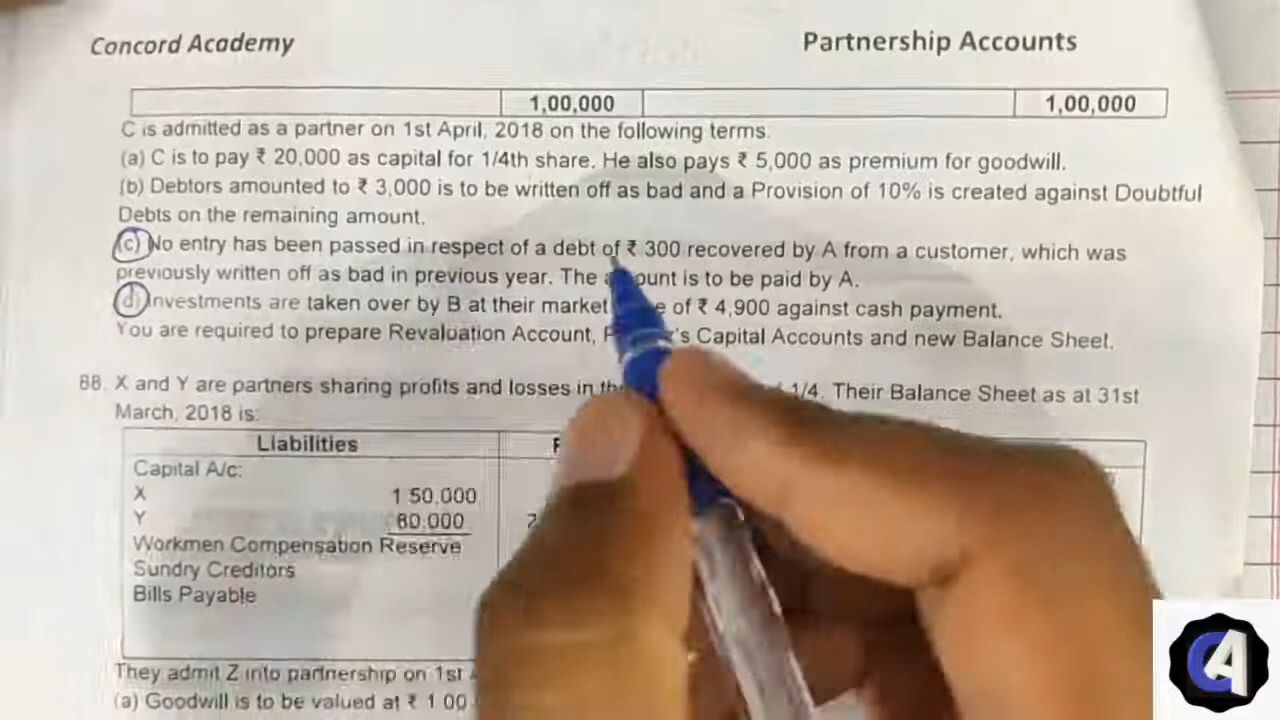 Concord Academy
Partnership Accounts
1,00,000 1,00,000
C is admitted as a partner on 1st April, 2018 on the following terms.
(a) C is to pay ₹ 20,000 as capital for 1/4th share. He also pays ₹ 5,000 as premium for goodwill.
(b) Debtors amounted to ₹ 3,000 is to be written off as bad and a Provision of 10% is created against Doubtful
Debts on the remaining amount.
(c) No entry has been passed in respect of a debt of ₹ 300 recovered by A from a customer, which was
previously written off as bad in previous year. The amount is to be paid by A.
(d) Investments are taken over by B at their market of ₹ 4,900 against cash payment.
You are required to prepare Revaluation Account, Capital Accounts and new Balance Sheet.
68. X and Y are partners sharing profits and losses in 1/4. Their Balance Sheet as at 31st
March, 2018 is:
Liabilities
Capital A/c:
X 1 50,000
Y 60,000
Workmen Compensation Reserve
Sundry Creditors
Bills Payable
They admit Z into partnership on 1st
(a) Goodwill is to be valued at ₹ 1 00
CA